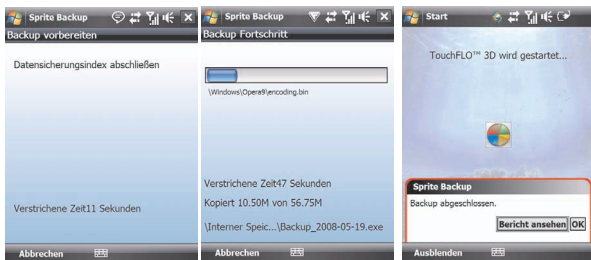 Sprite Backup
Backup vorbereiten
Datensicherungsindex abschließen
Verstrichene Zeit11 Sekunden
Abbrechen
Sprite Backup
Backup Fortschritt
\Windows\Opera9\encoding.bin
Verstrichene Zeit47 Sekunden
Kopiert 10.50M von 56.75M
\Interner Speic...\Backup_2008-05-19.exe
Abbrechen
Start
TouchFLO™ 3D wird gestartet...
Sprite Backup
Backup abgeschlossen.
Bericht ansehen OK
Ausblenden